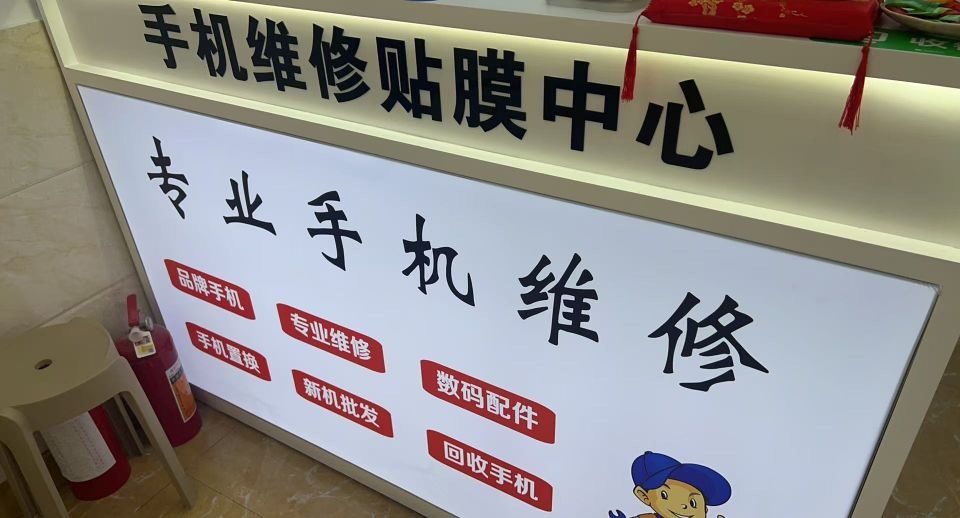 手机维修贴膜中心
专业手机维修
品牌手机
专业维修
数码配件
手机置换
新机批发
回收手机